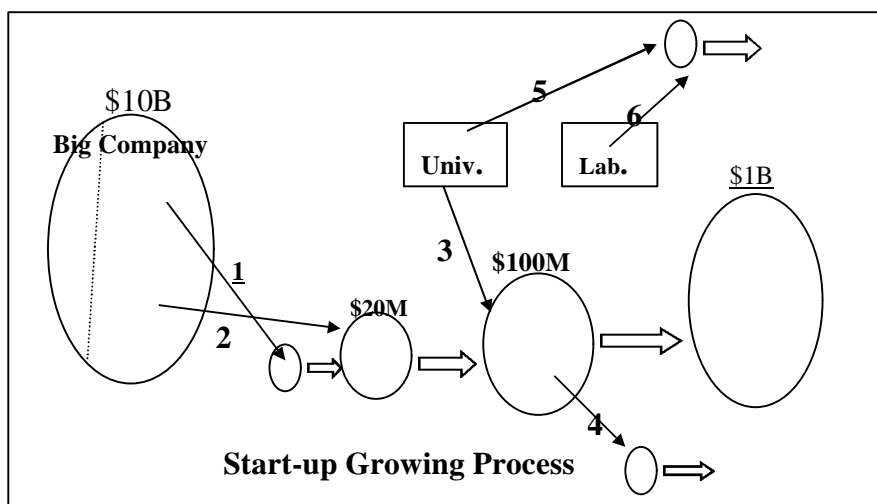 5
6
$10B
Big Company
Univ.
Lab.
$1B
3
$100M
1
$20M
2
4
Start-up Growing Process